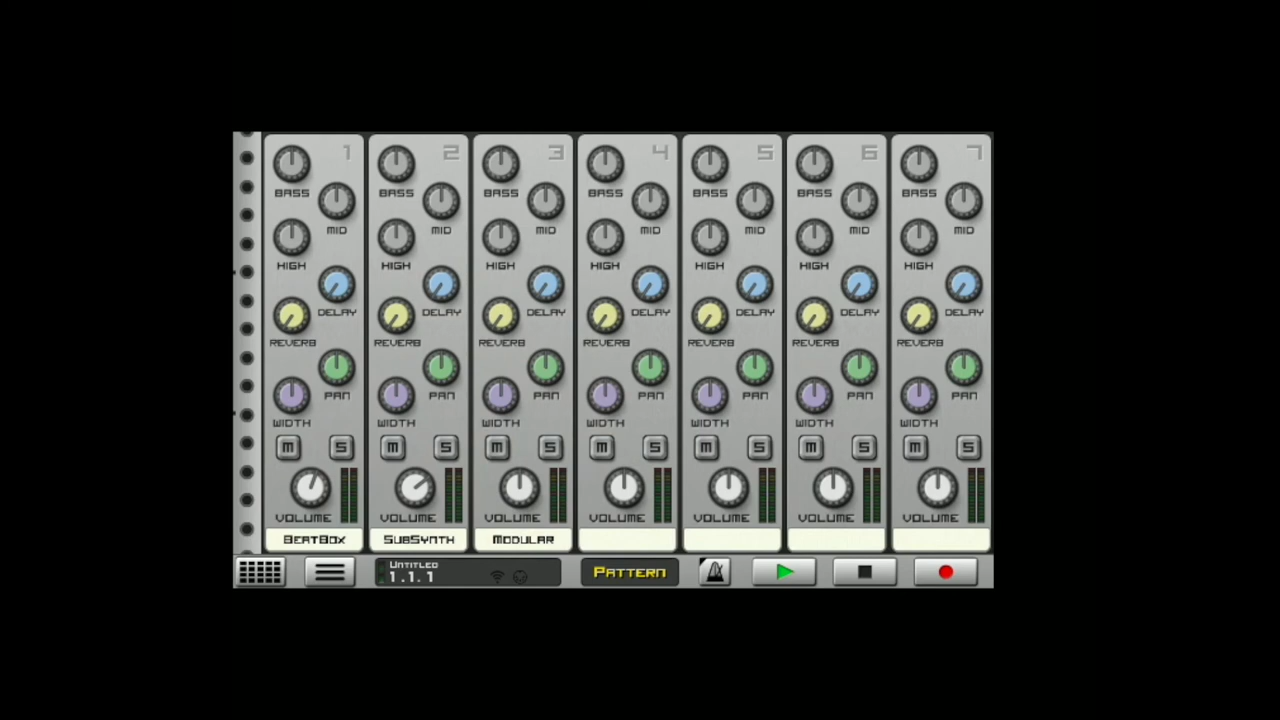 1 2 3 4 5 6 7
BASS BASS BASS BASS BASS BASS BASS
MID MID MID MID MID MID MID
HIGH HIGH HIGH HIGH HIGH HIGH HIGH
DELAY DELAY DELAY DELAY DELAY DELAY DELAY
REVERB REVERB REVERB REVERB REVERB REVERB REVERB
PAN PAN PAN PAN PAN PAN PAN
WIDTH WIDTH WIDTH WIDTH WIDTH WIDTH WIDTH
M S M S M S M S M S M S M S
VOLUME VOLUME VOLUME VOLUME VOLUME VOLUME VOLUME
BEATBOX SUBSYNTH MODULAR
UNTITLED
1.1.1 PATTERN